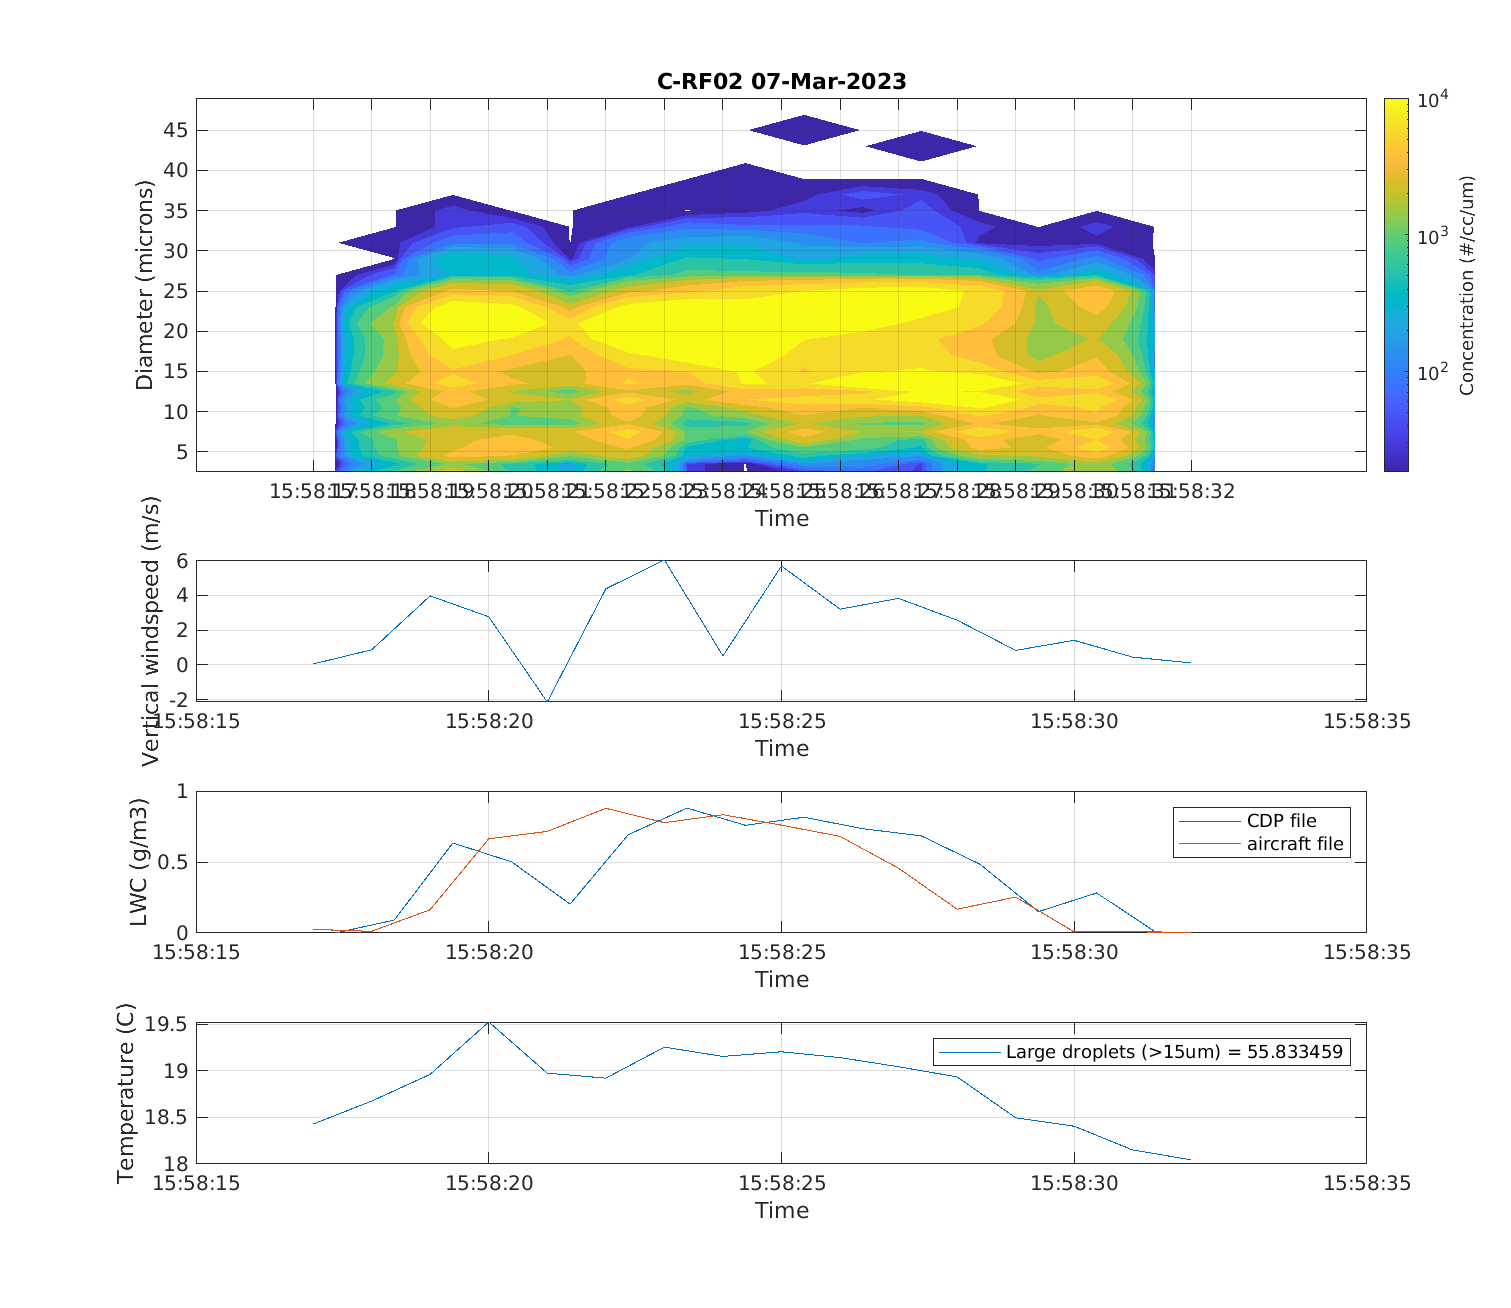 C-RF02 07-Mar-2023
Diameter (microns)
45
40
35
30
25
20
15
10
5
15:58:32
Time
10^4
10^3
10^2
Concentration (#/cc/um)
Vertical windspeed (m/s)
6
4
2
0
-2
15:58:15 15:58:20 15:58:25 15:58:30 15:58:35
Time
LWC (g/m3)
1
0.5
0
CDP file
aircraft file
15:58:15 15:58:20 15:58:25 15:58:30 15:58:35
Time
Temperature (C)
19.5
19
18.5
18
Large droplets (>15um) = 55.833459
15:58:15 15:58:20 15:58:25 15:58:30 15:58:35
Time